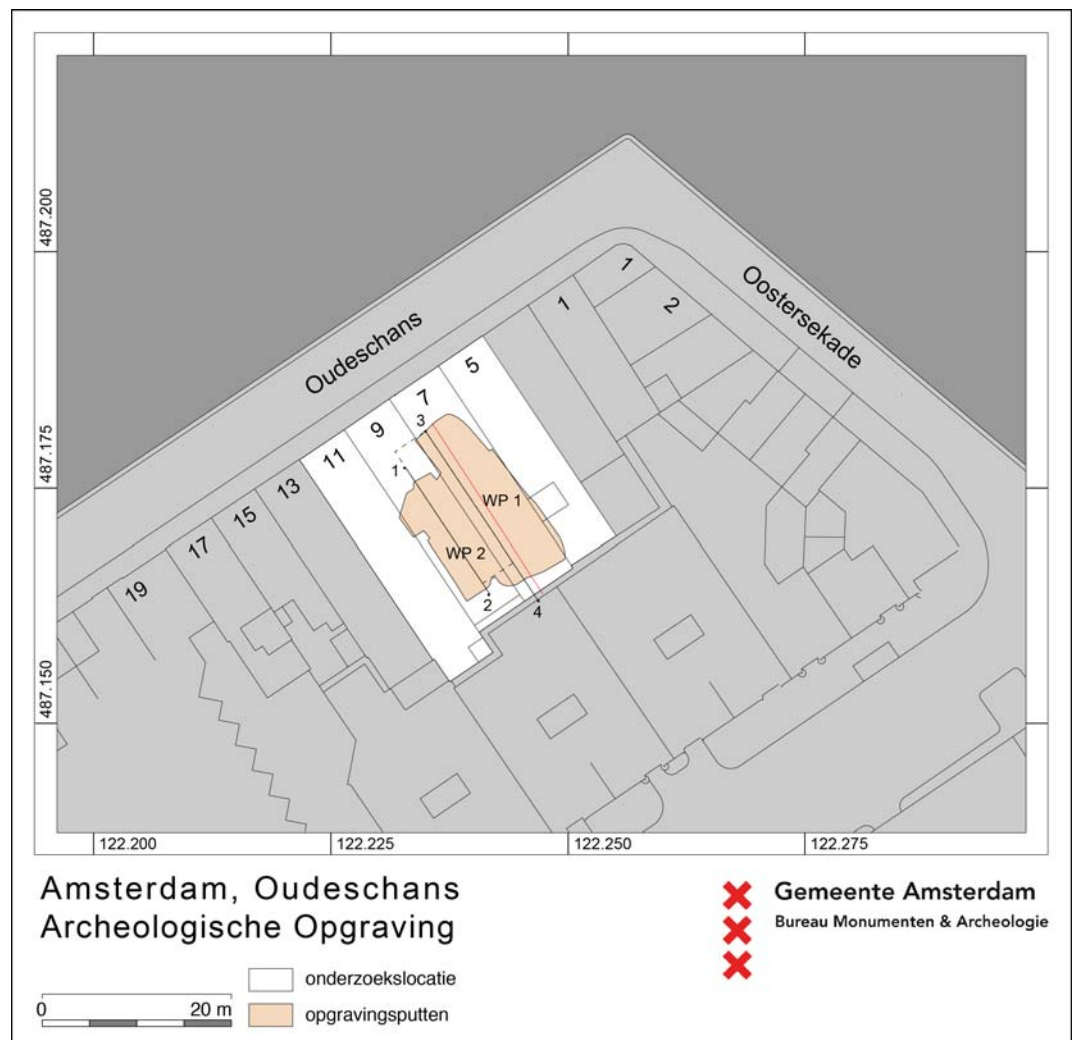 487.200
487.175
487.150
Oudeschans
Oostersekade
1
2
1
5
7
9
11
13
15
17
19
3
1
WP 1
WP 2
2
4
122.200
122.225
122.250
122.275
Amsterdam, Oudeschans
Archeologische Opgraving
Gemeente Amsterdam
Bureau Monumenten & Archeologie
0
20 m
onderzoekslocatie
opgravingsputten